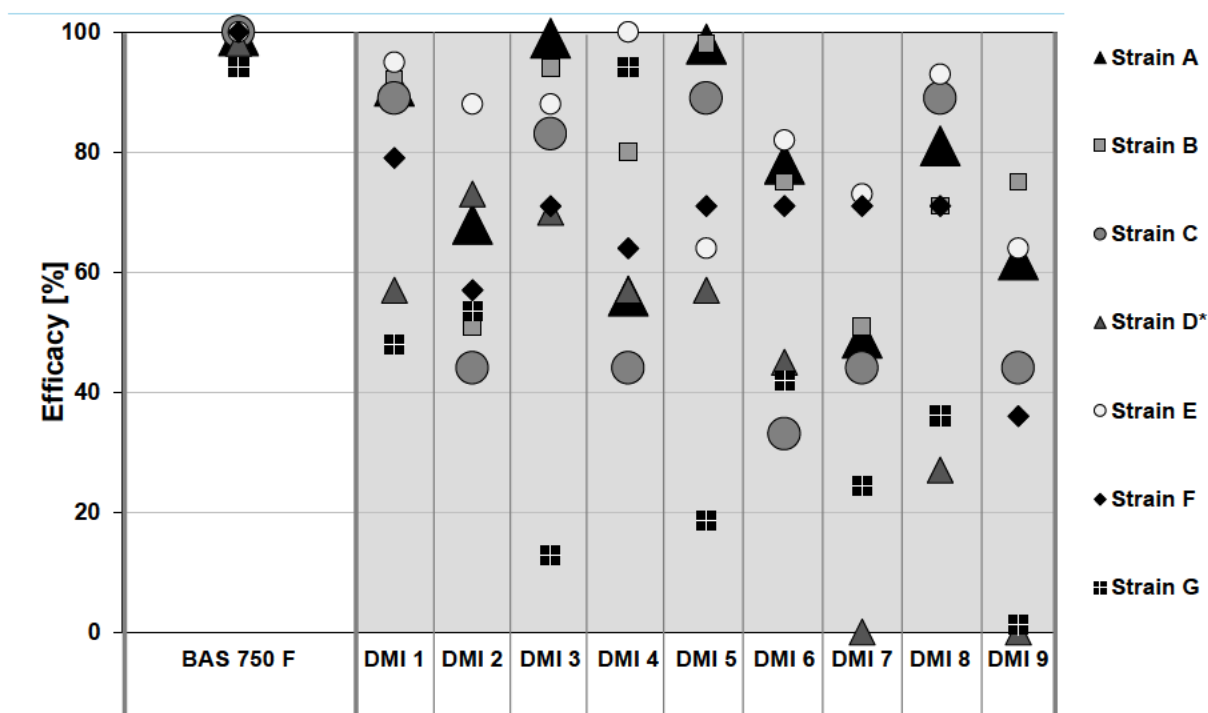 Efficacy [%]
100
80
60
40
20
0
BAS 750 F
DMI 1
DMI 2
DMI 3
DMI 4
DMI 5
DMI 6
DMI 7
DMI 8
DMI 9
Strain A
Strain B
Strain C
Strain D*
Strain E
Strain F
Strain G